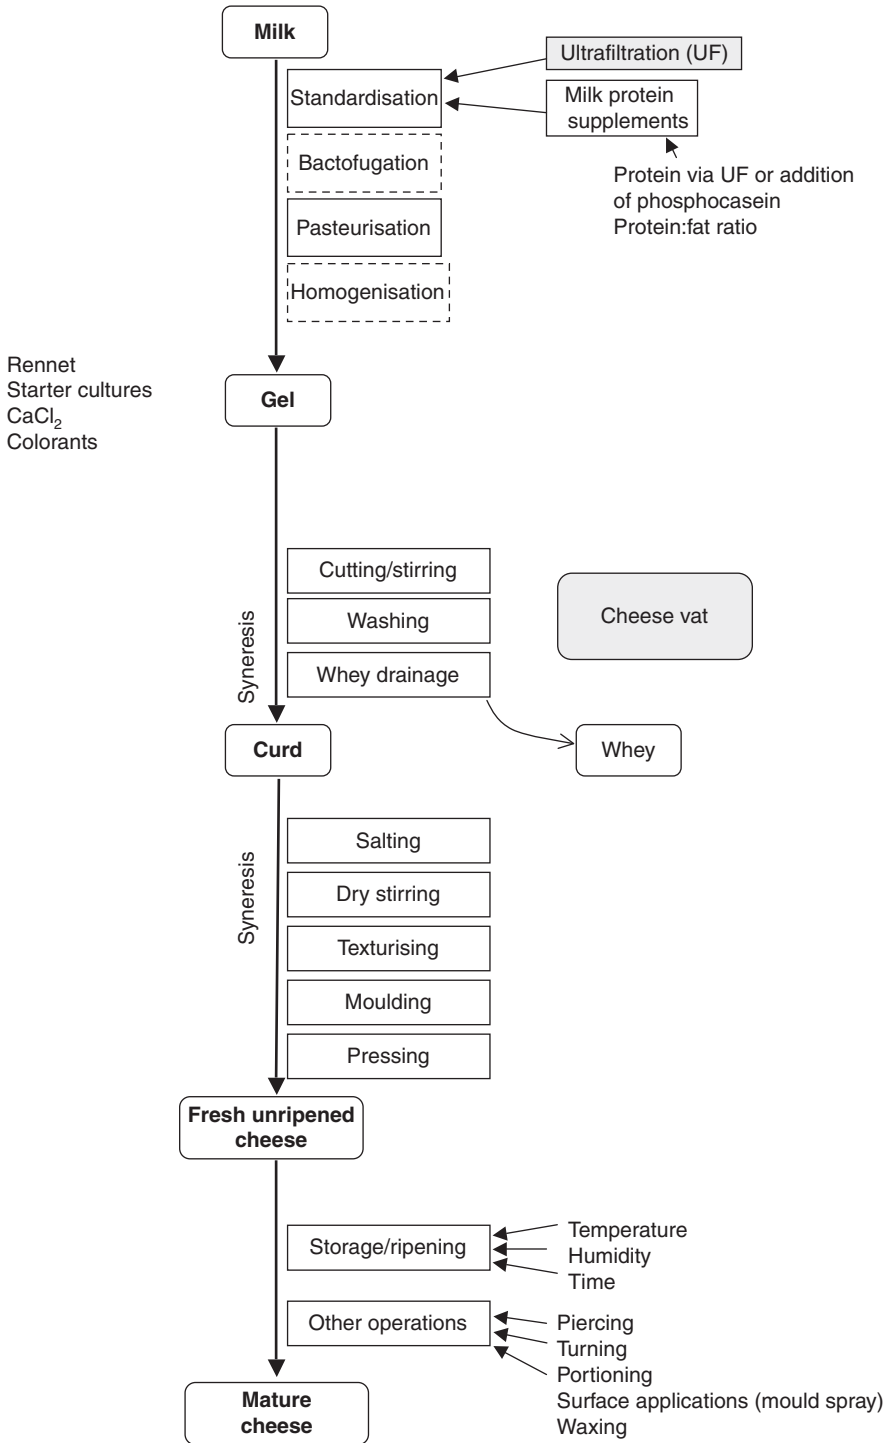 Milk
Ultrafiltration (UF)
Standardisation
Milk protein
supplements
Bactofugation
Protein via UF or addition
of phosphocasein
Protein:fat ratio
Pasteurisation
Homogenisation
Rennet
Starter cultures
CaCl₂
Colorants
Gel
Syneresis
Cutting/stirring
Washing
Whey drainage
Cheese vat
Curd
Whey
Syneresis
Salting
Dry stirring
Texturising
Moulding
Pressing
Fresh unripened
cheese
Storage/ripening
Temperature
Humidity
Time
Other operations
Piercing
Turning
Portioning
Surface applications (mould spray)
Waxing
Mature
cheese